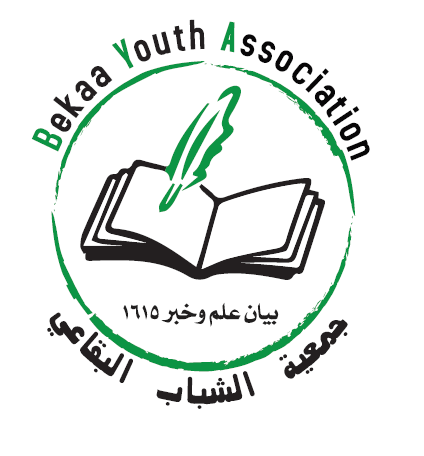 Bekaa Youth Association
بيان علم وخبر ١٦١٥
جمعية الشباب البقاعي